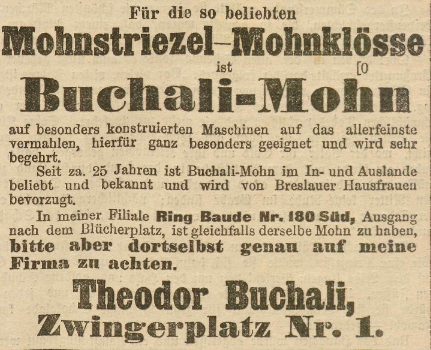 Für die so beliebten
Mohnstriezel-Mohnklösse
ist [0
Buchali-Mohn
auf besonders konstruierten Maschinen auf das allerfeinste
vermahlen, hierfür ganz besonders geeignet und wird sehr
begehrt.
Seit za. 25 Jahren ist Buchali-Mohn im In- und Auslande
beliebt und bekannt und wird von Breslauer Hausfrauen
bevorzugt.
In meiner Filiale Ring Baude Nr. 180 Süd, Ausgang
nach dem Blücherplatz, ist gleichfalls derselbe Mohn zu haben,
bitte aber dortselbst genau auf meine
Firma zu achten.
Theodor Buchali,
Zwingerplatz Nr. 1.